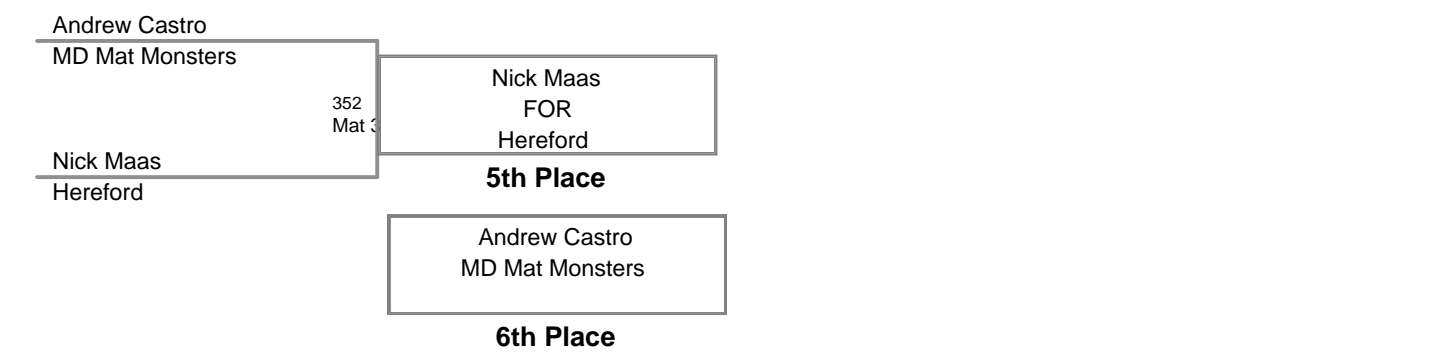 Andrew Castro
MD Mat Monsters
352
Mat 3
Nick Maas
Hereford
Nick Maas
FOR
Hereford
5th Place
Andrew Castro
MD Mat Monsters
6th Place